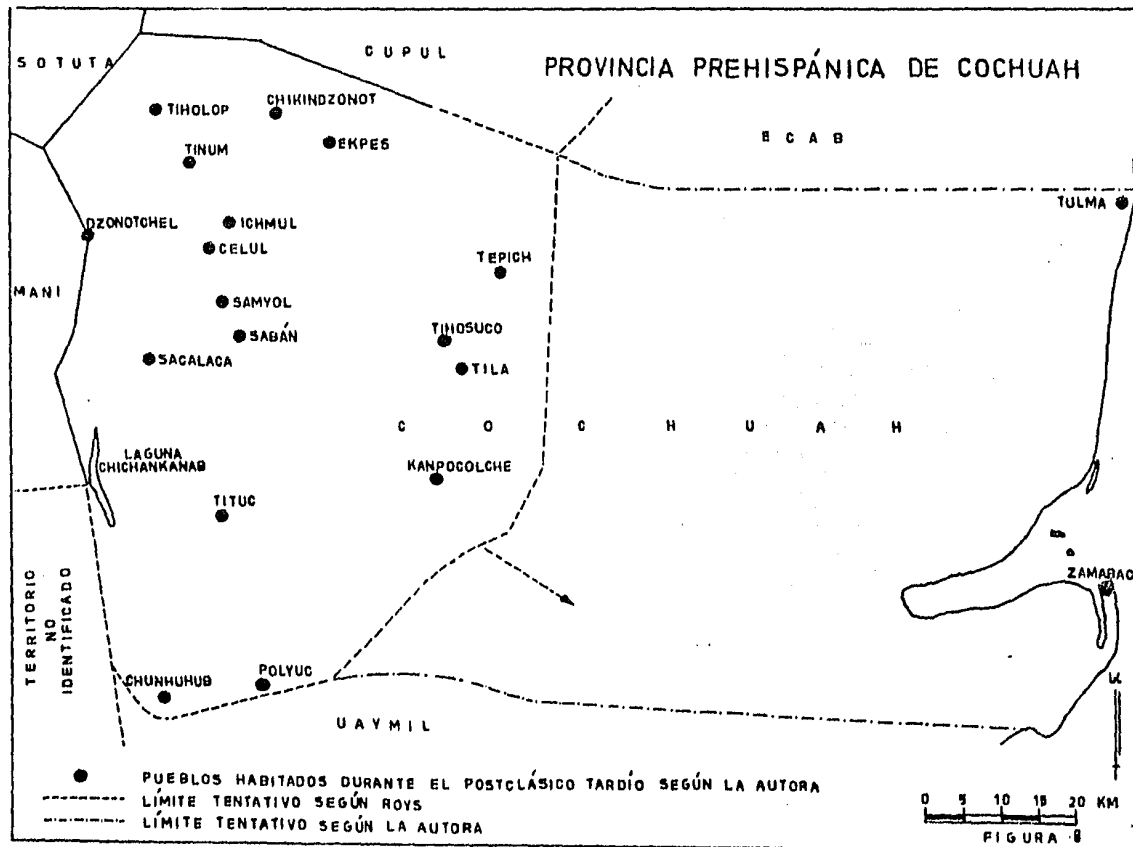 SOTUTA
CUPUL
PROVINCIA PREHISPÁNICA DE COCHUAH
TIHOLOP
CHIKINDZONOT
ECAB
EKPES
TINUM
TULMA
DZONOTCHEL
ICHMUL
CELUL
TEPICH
MANI
SAMYOL
SABÁN
TIHOSUCO
SACALACA
TILA
COCHUAH
LAGUNA
CHICHANKANAB
KANPOCOLCHE
TITUC
ZAMABAC
TERRITORIO
NO
IDENTIFICADO
CHUNHUHUB
POLYUC
UAYMIL
PUEBLOS HABITADOS DURANTE EL POSTCLÁSICO TARDÍO SEGÚN LA AUTORA
LÍMITE TENTATIVO SEGÚN ROYS
LÍMITE TENTATIVO SEGÚN LA AUTORA
0 5 10 20 KM
FIGURA